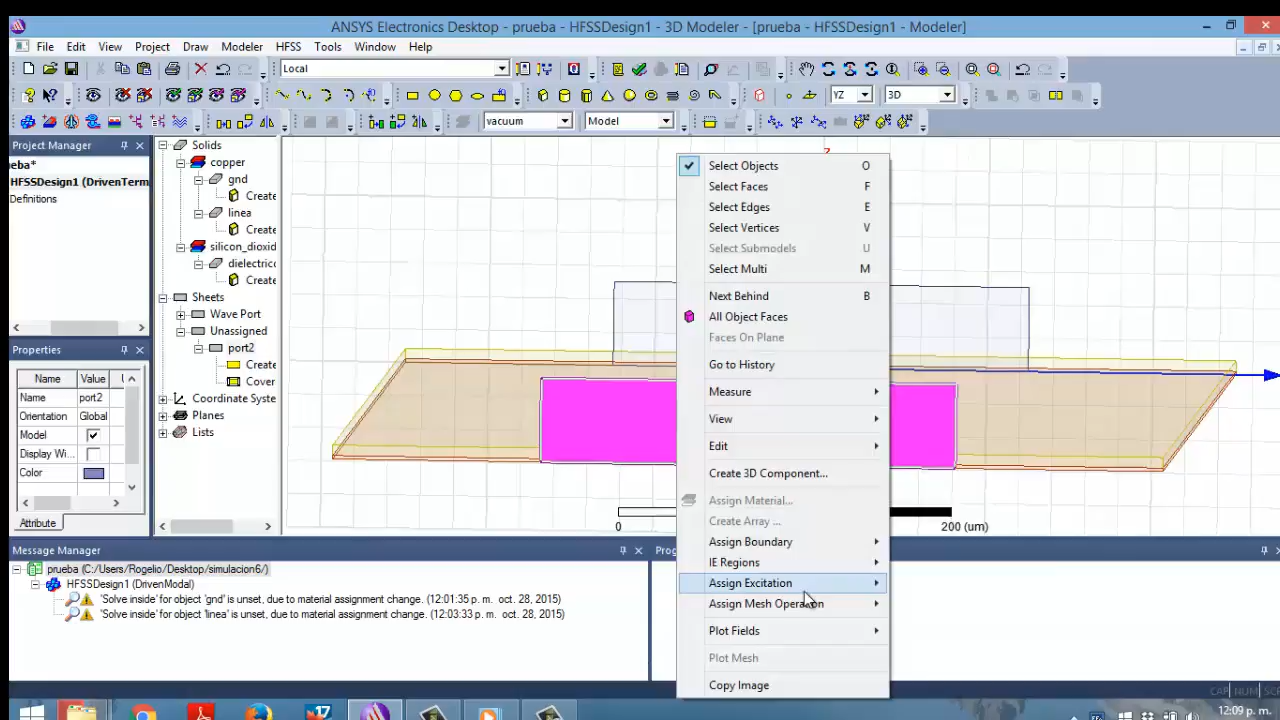 ANSYS Electronics Desktop - prueba - HFSSDesign1 - 3D Modeler - [prueba - HFSSDesign1 - Modeler]
File Edit View Project Draw Modeler HFSS Tools Window Help
Local
YZ 3D
vacuum Model
Project Manager
eba*
HFSSDesign1 (DrivenTerm
Definitions
Properties
Name Value
Name port2
Orientation Global
Model
Display Wi...
Color
Attribute
Solids
copper
gnd
Create
linea
Create
silicon_dioxid
dielectric
Create
Sheets
Wave Port
Unassigned
port2
Create
Cover
Coordinate Syste
Planes
Lists
Z
0
200 (um)
Select Objects O
Select Faces F
Select Edges E
Select Vertices V
Select Submodels U
Select Multi M
Next Behind B
All Object Faces
Faces On Plane
Go to History
Measure
View
Edit
Create 3D Component...
Assign Material...
Create Array ...
Assign Boundary
IE Regions
Assign Excitation
Assign Mesh Operation
Plot Fields
Plot Mesh
Copy Image
Message Manager
prueba (C:/Users/Rogelio/Desktop/simulacion6/)
HFSSDesign1 (DrivenModal)
'Solve inside' for object 'gnd' is unset, due to material assignment change. (12:01:35 p. m. oct. 28, 2015)
'Solve inside' for object 'linea' is unset, due to material assignment change. (12:03:33 p. m. oct. 28, 2015)
Prog
CAP NUM SCR
17
12:09 p. m.